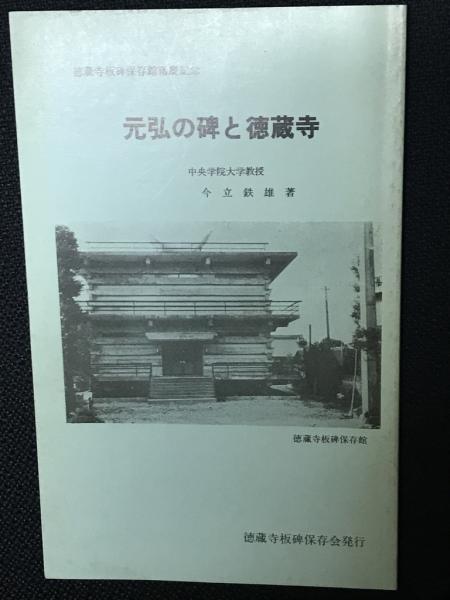 徳蔵寺板碑保存館落慶記念
元弘の碑と徳蔵寺
中央学院大学教授
今立鉄雄著
徳蔵寺板碑保存館
徳蔵寺板碑保存会発行